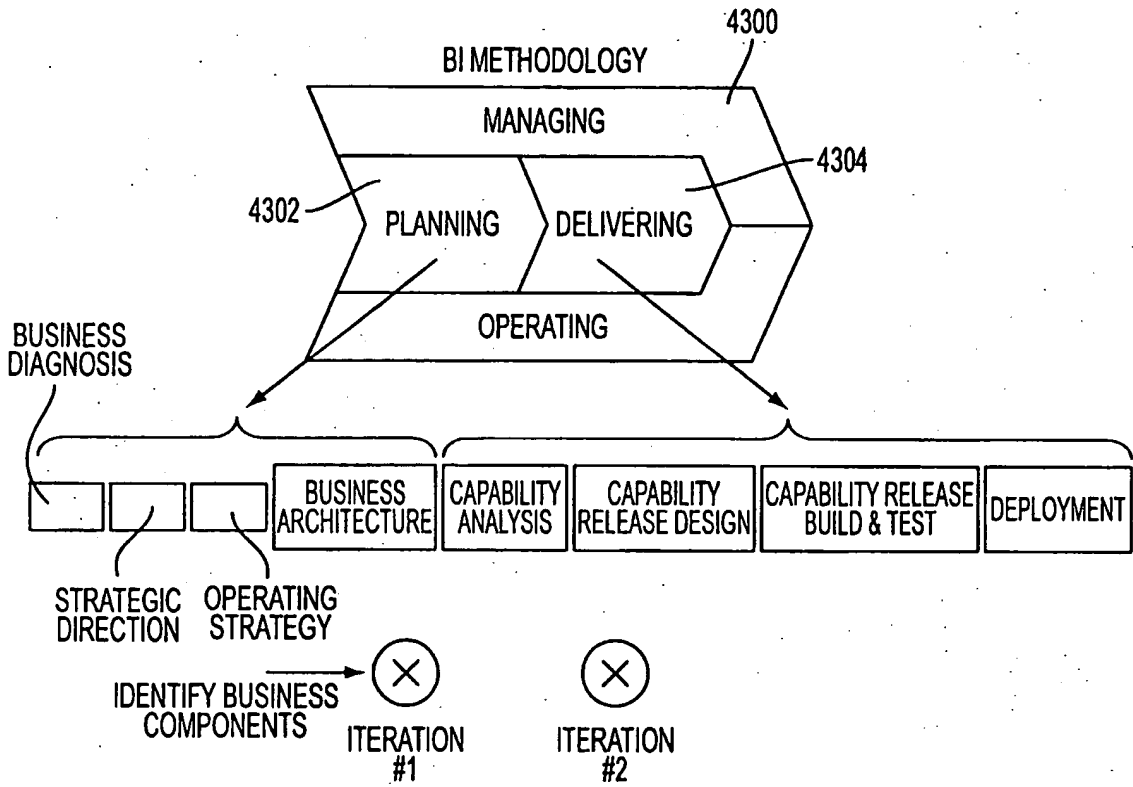 4300
BI METHODOLOGY
MANAGING
4304
4302
PLANNING
DELIVERING
OPERATING
BUSINESS
DIAGNOSIS
BUSINESS
ARCHITECTURE
CAPABILITY
ANALYSIS
CAPABILITY
RELEASE DESIGN
CAPABILITY RELEASE
BUILD & TEST
DEPLOYMENT
STRATEGIC
DIRECTION
OPERATING
STRATEGY
IDENTIFY BUSINESS
COMPONENTS
ITERATION
#1
ITERATION
#2